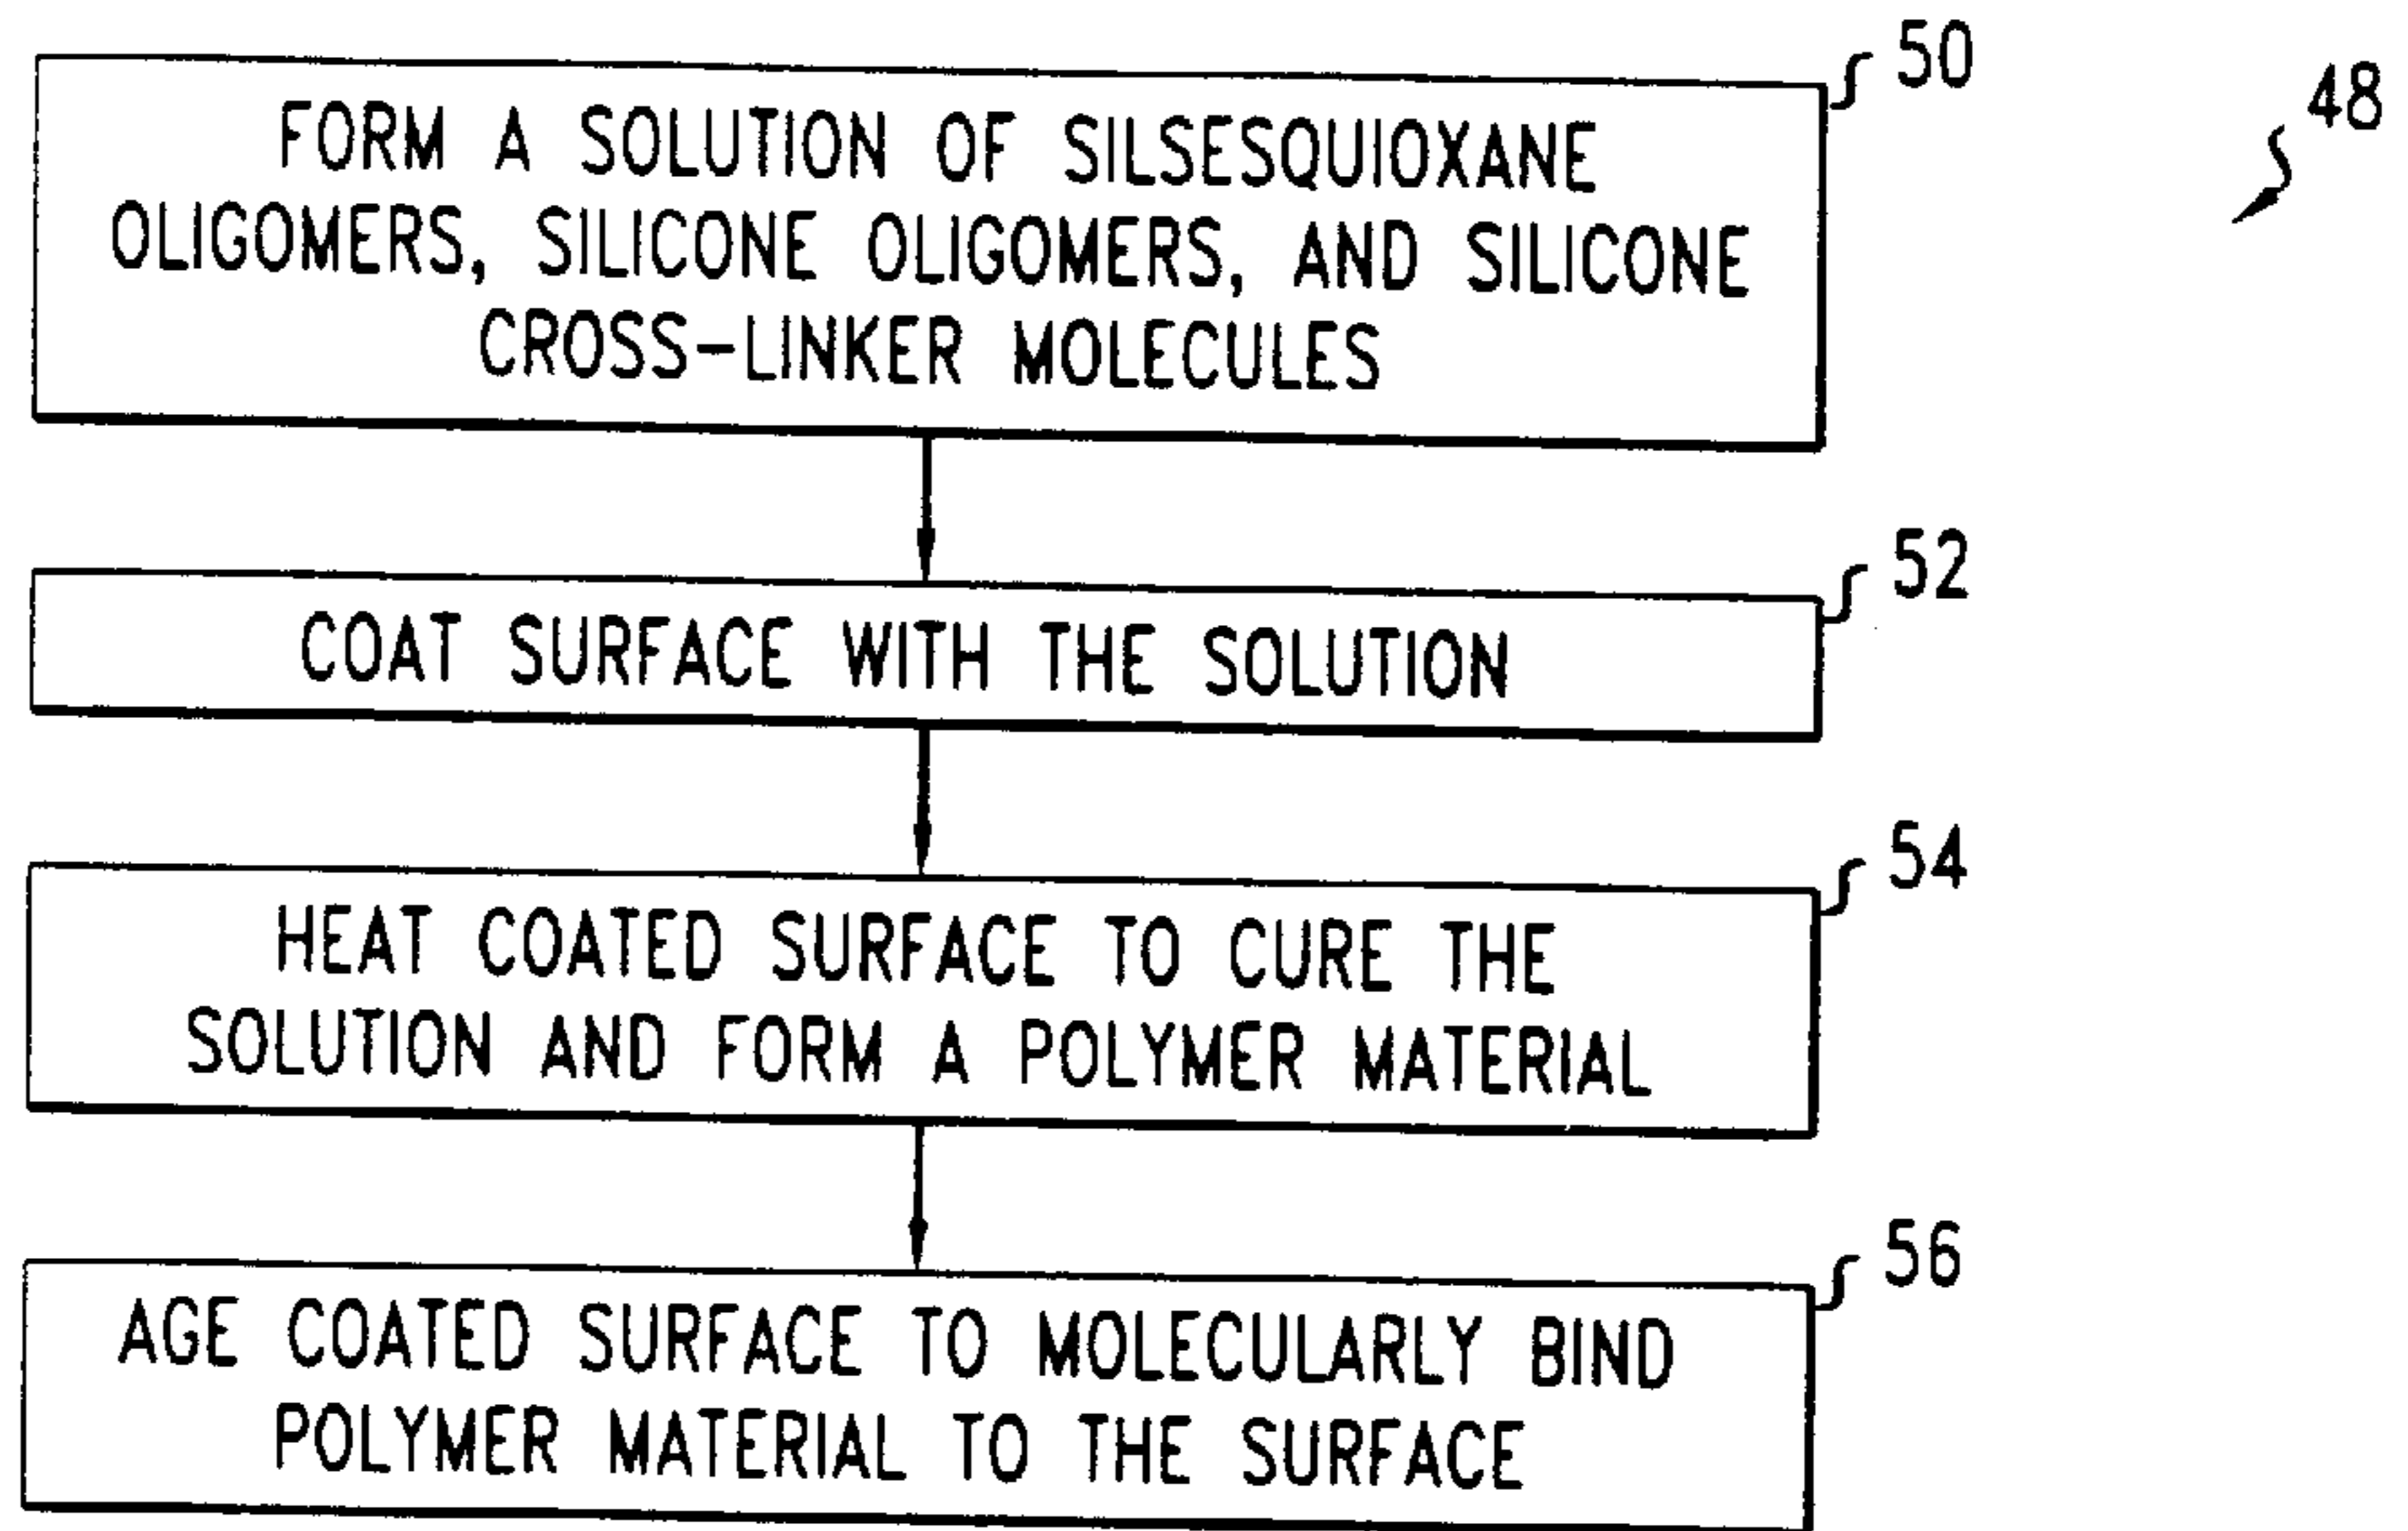 50
48
FORM A SOLUTION OF SILSESQUIOXANE
OLIGOMERS, SILICONE OLIGOMERS, AND SILICONE
CROSS-LINKER MOLECULES
52
COAT SURFACE WITH THE SOLUTION
54
HEAT COATED SURFACE TO CURE THE
SOLUTION AND FORM A POLYMER MATERIAL
56
AGE COATED SURFACE TO MOLECULARLY BIND
POLYMER MATERIAL TO THE SURFACE